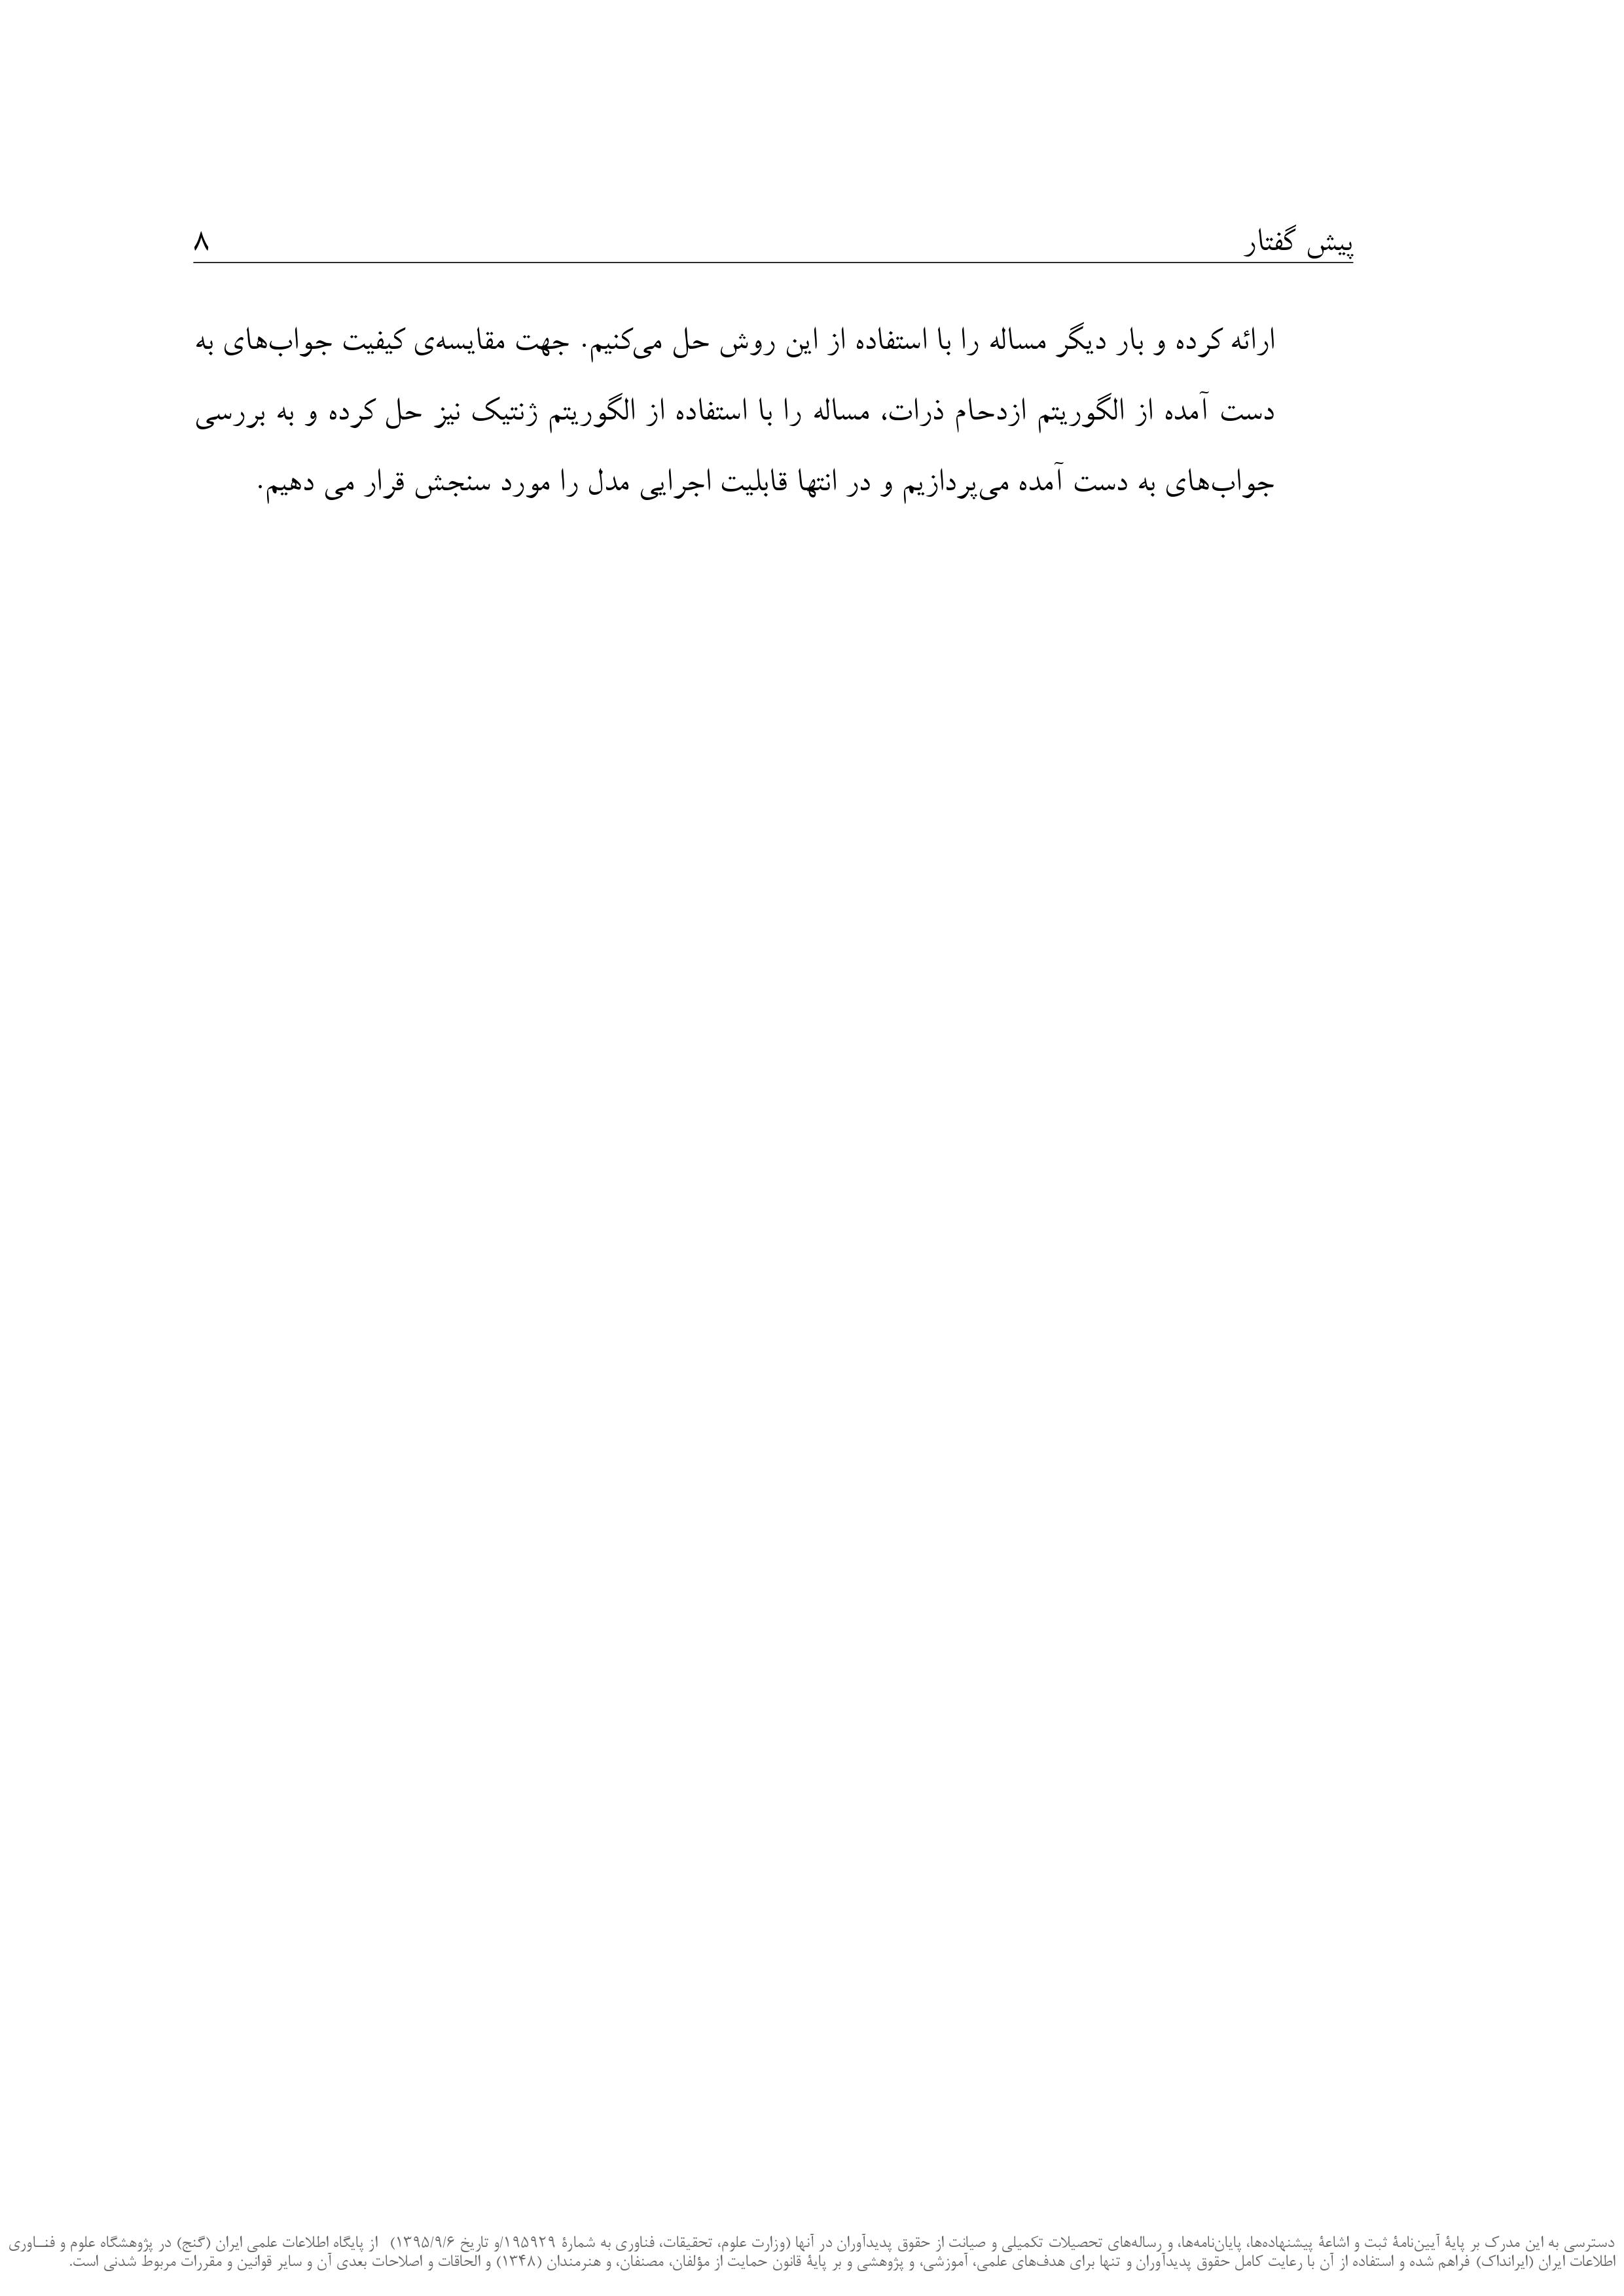 پیش گفتار ۸
ارائه کرده و بار دیگر مساله را با استفاده از این روش حل می‌کنیم. جهت مقایسه‌ی کیفیت جواب‌های به
دست آمده از الگوریتم ازدحام ذرات، مساله را با استفاده از الگوریتم ژنتیک نیز حل کرده و به بررسی
جواب‌های به دست آمده می‌پردازیم و در انتها قابلیت اجرایی مدل را مورد سنجش قرار می دهیم.
دسترسی به این مدرک بر پایهٔ آیین‌نامهٔ ثبت و اشاعهٔ پیشنهاده‌ها، پایان‌نامه‌ها، و رساله‌های تحصیلات تکمیلی و صیانت از حقوق پدیدآوران در آنها (وزارت علوم، تحقیقات، فناوری به شمارهٔ ۱۹۵۹۲۹/و تاریخ ۱۳۹۵/۹/۶) از پایگاه اطلاعات علمی ایران (گنج) در پژوهشگاه علوم و فنــاوری
اطلاعات ایران (ایرانداک) فراهم شده و استفاده از آن با رعایت کامل حقوق پدیدآوران و تنها برای هدف‌های علمی، آموزشی، و پژوهشی و بر پایهٔ قانون حمایت از مؤلفان، مصنفان، و هنرمندان (۱۳۴۸) و الحاقات و اصلاحات بعدی آن و سایر قوانین و مقررات مربوط شدنی است.